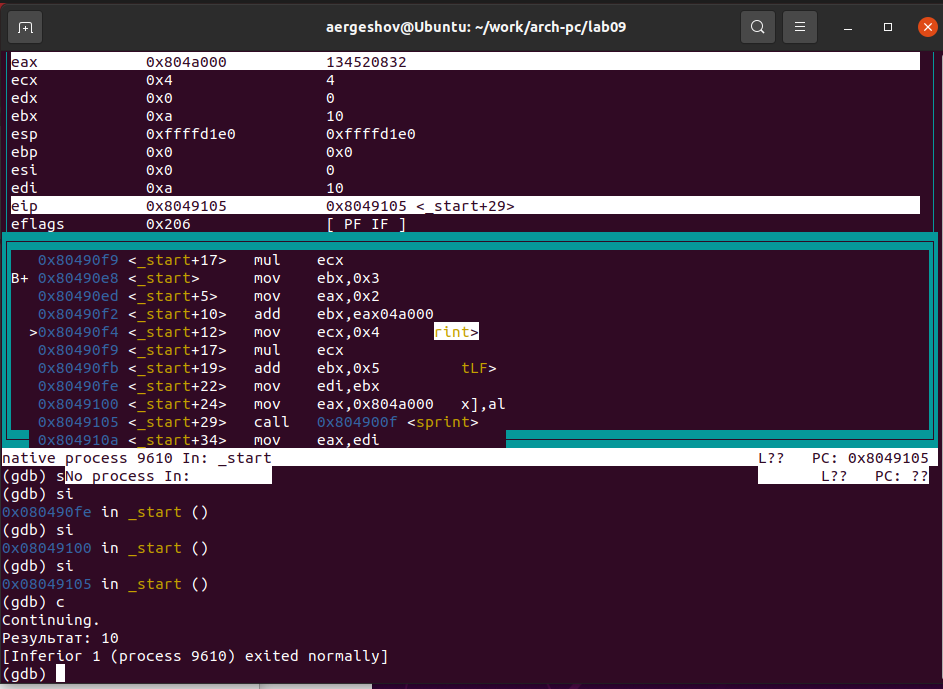 aergeshov@Ubuntu: ~/work/arch-pc/lab09
eax 0x804a000 134520832
ecx 0x4 4
edx 0x0 0
ebx 0xa 10
esp 0xffffd1e0 0xffffd1e0
ebp 0x0 0x0
esi 0x0 0
edi 0xa 10
eip 0x8049105 0x8049105 <_start+29>
eflags 0x206 [ PF IF ]
0x80490f9 <_start+17> mul ecx
B+ 0x80490e8 <_start> mov ebx,0x3
0x80490ed <_start+5> mov eax,0x2
0x80490f2 <_start+10> add ebx,eax04a000
>0x80490f4 <_start+12> mov ecx,0x4 rint>
0x80490f9 <_start+17> mul ecx
0x80490fb <_start+19> add ebx,0x5 tLF>
0x80490fe <_start+22> mov edi,ebx
0x8049100 <_start+24> mov eax,0x804a000 x],al
0x8049105 <_start+29> call 0x804900f <sprint>
0x804910a <_start+34> mov eax,edi
native process 9610 In: _start L?? PC: 0x8049105
(gdb) sNo process In: L?? PC: ??
(gdb) si
0x080490fe in _start ()
(gdb) si
0x08049100 in _start ()
(gdb) si
0x08049105 in _start ()
(gdb) c
Continuing.
Результат: 10
[Inferior 1 (process 9610) exited normally]
(gdb)